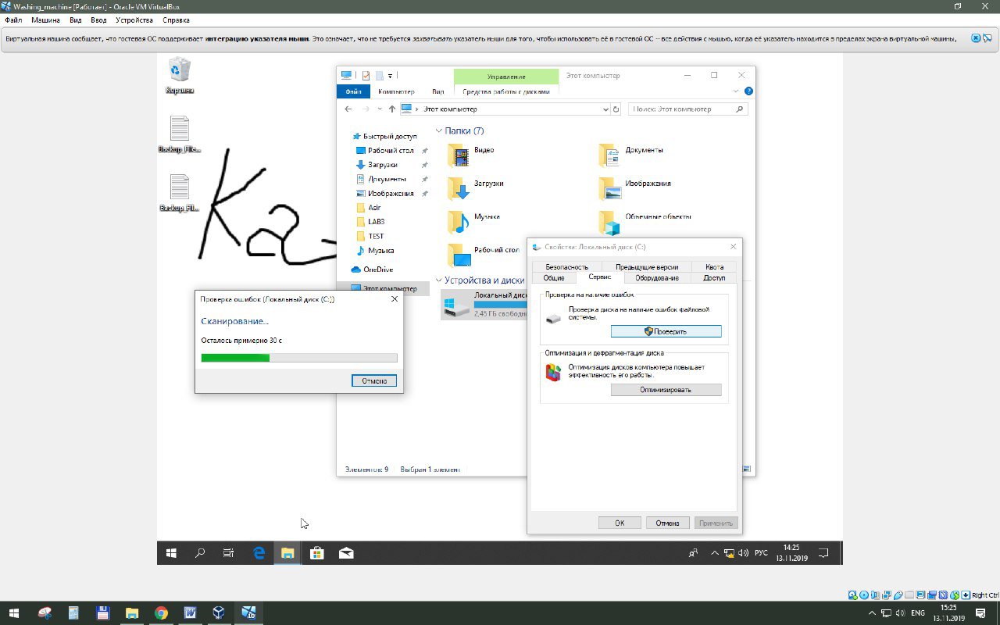 Washing_machine [Работает] - Oracle VM VirtualBox
Файл Машина Вид Ввод Устройства Справка
Виртуальная машина сообщает, что гостевая ОС поддерживает интеграцию указателя мыши. Это означает, что не требуется захватывать указатель мыши для того, чтобы использовать её в гостевой ОС -- все действия с мышью, когда её указатель находится в пределах экрана виртуальной машины,
Корзина
Backup_File...
Backup_Fil...
Управление
Этот компьютер
Файл Компьютер Вид Средства работы с дисками
Этот компьютер
Поиск: Этот компьютер
Быстрый доступ
Рабочий стол
Загрузки
Документы
Изображения
Asir
LAB3
TEST
Музыка
OneDrive
Этот компьютер
Папки (7)
Видео
Документы
Загрузки
Изображения
Музыка
Объемные объекты
Рабочий стол
Устройства и диски
Локальный диск
2,45 ГБ свободно
Элементов: 9 Выбран 1 элемент
Проверка ошибок (Локальный диск (C:))
Сканирование...
Осталось примерно 30 с
Отмена
Свойства: Локальный диск (C:)
Безопасность Предыдущие версии Квота
Общие Сервис Оборудование Доступ
Проверка на наличие ошибок
Проверка диска на наличие ошибок файловой
системы.
Проверить
Оптимизация и дефрагментация диска
Оптимизация дисков компьютера повышает
эффективность его работы.
Оптимизировать
OK Отмена Применить
РУС
14:25
13.11.2019
Right Ctrl
ENG
15:25
13.11.2019